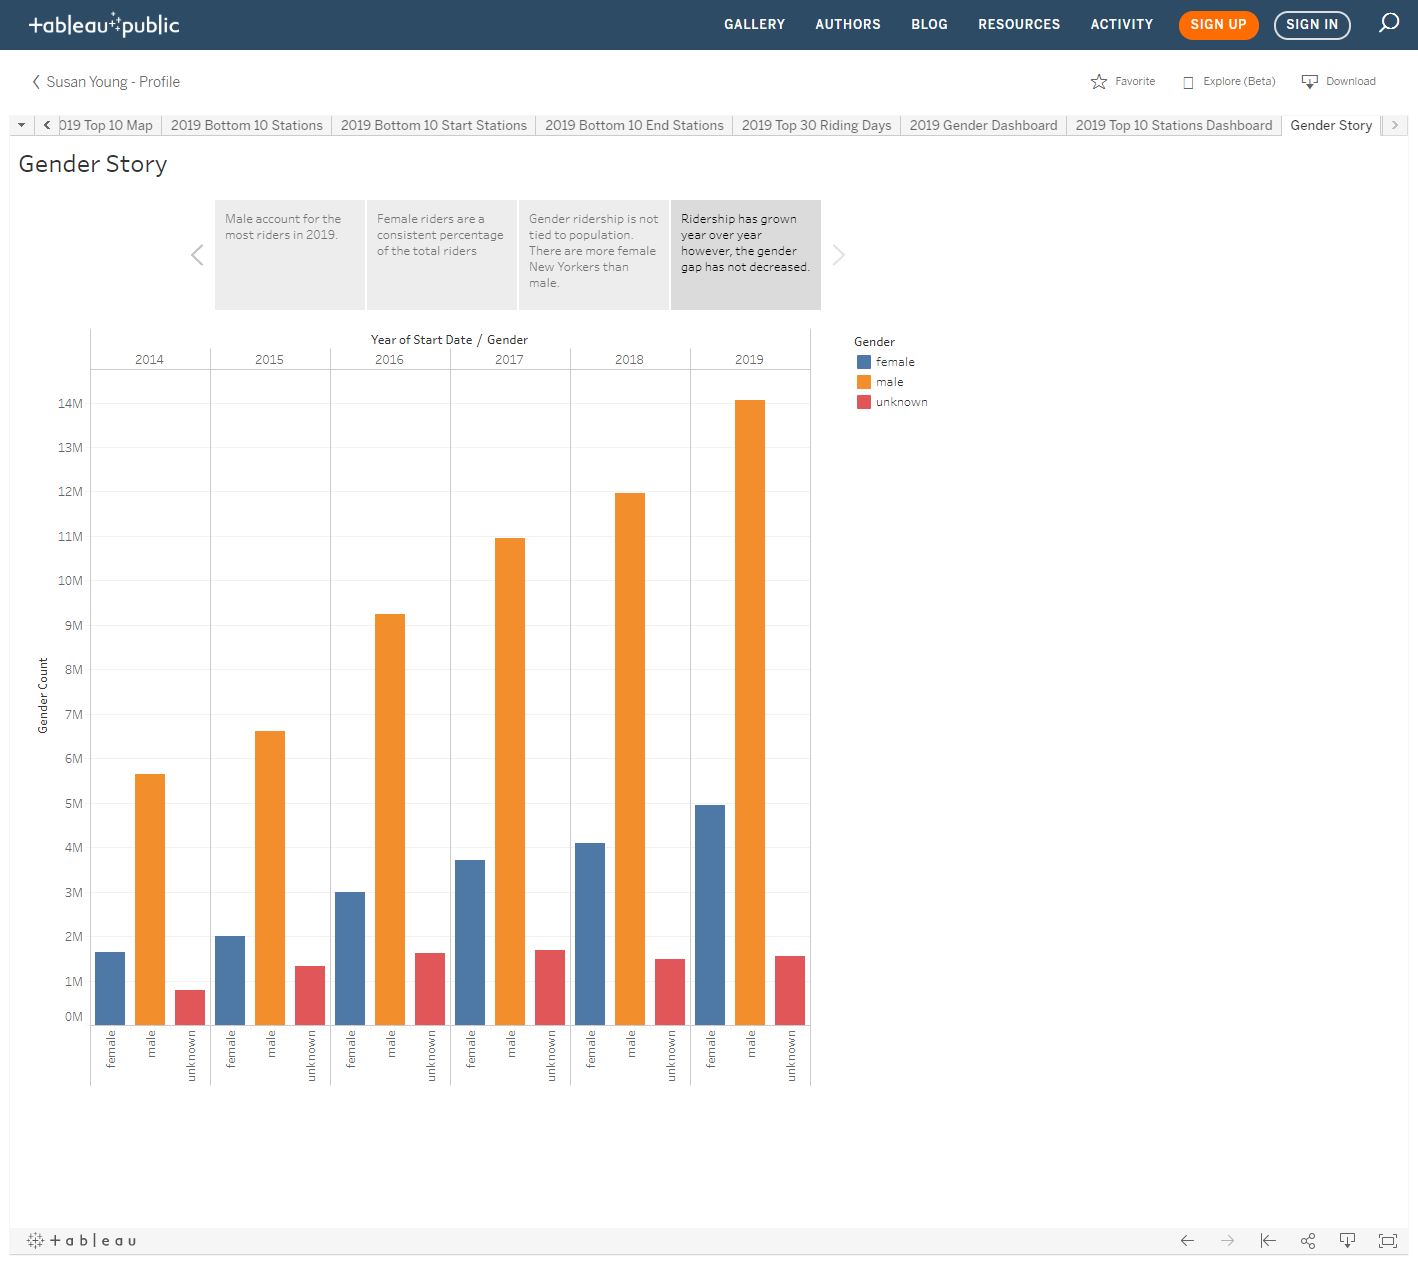 tableau public
GALLERY AUTHORS BLOG RESOURCES ACTIVITY SIGN UP SIGN IN
Susan Young - Profile
Favorite Explore (Beta) Download
019 Top 10 Map 2019 Bottom 10 Stations 2019 Bottom 10 Start Stations 2019 Bottom 10 End Stations 2019 Top 30 Riding Days 2019 Gender Dashboard 2019 Top 10 Stations Dashboard Gender Story
Gender Story
Male account for the
most riders in 2019.
Female riders are a
consistent percentage
of the total riders
Gender ridership is not
tied to population.
There are more female
New Yorkers than
male.
Ridership has grown
year over year
however, the gender
gap has not decreased.
Year of Start Date / Gender
2014 2015 2016 2017 2018 2019
Gender
female
male
unknown
14M
13M
12M
11M
10M
9M
8M
7M
6M
5M
4M
3M
2M
1M
0M
Gender Count
female male unknown female male unknown female male unknown female male unknown female male unknown female male unknown
tableau